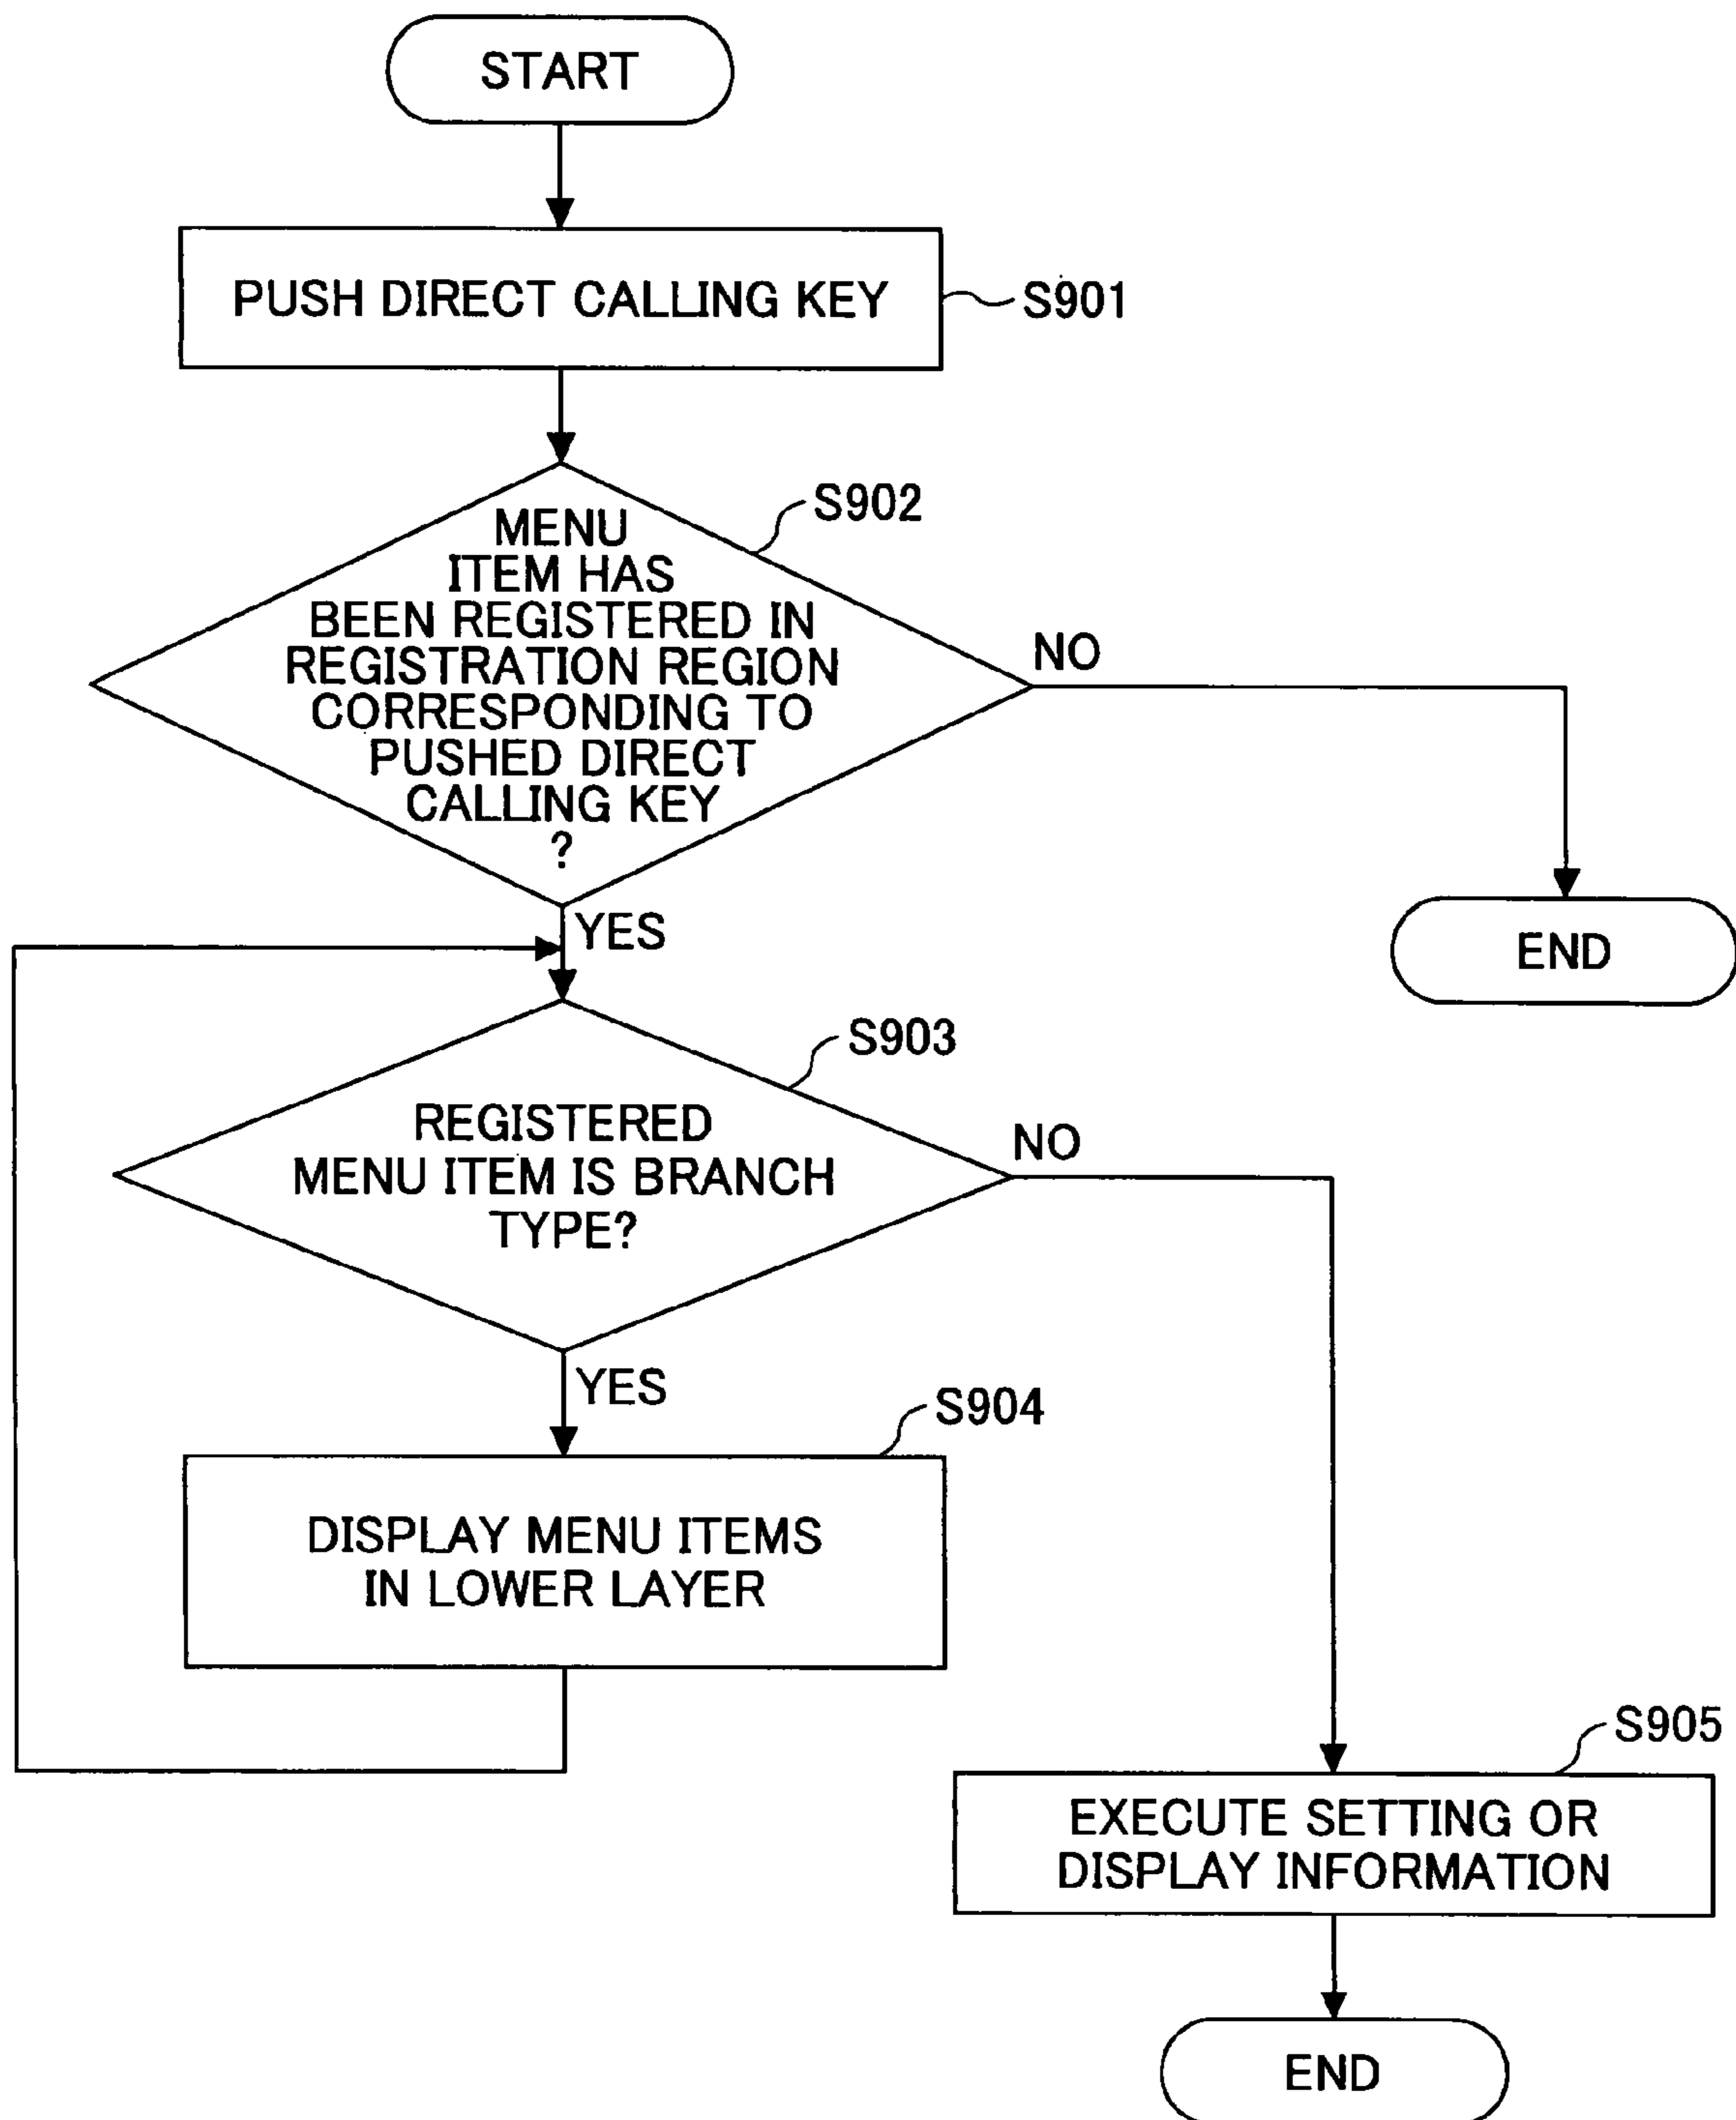 START
PUSH DIRECT CALLING KEY
S901
S902
MENU
ITEM HAS
BEEN REGISTERED IN
REGISTRATION REGION
CORRESPONDING TO
PUSHED DIRECT
CALLING KEY
?
NO
END
YES
S903
REGISTERED
MENU ITEM IS BRANCH
TYPE?
NO
YES
S904
DISPLAY MENU ITEMS
IN LOWER LAYER
S905
EXECUTE SETTING OR
DISPLAY INFORMATION
END